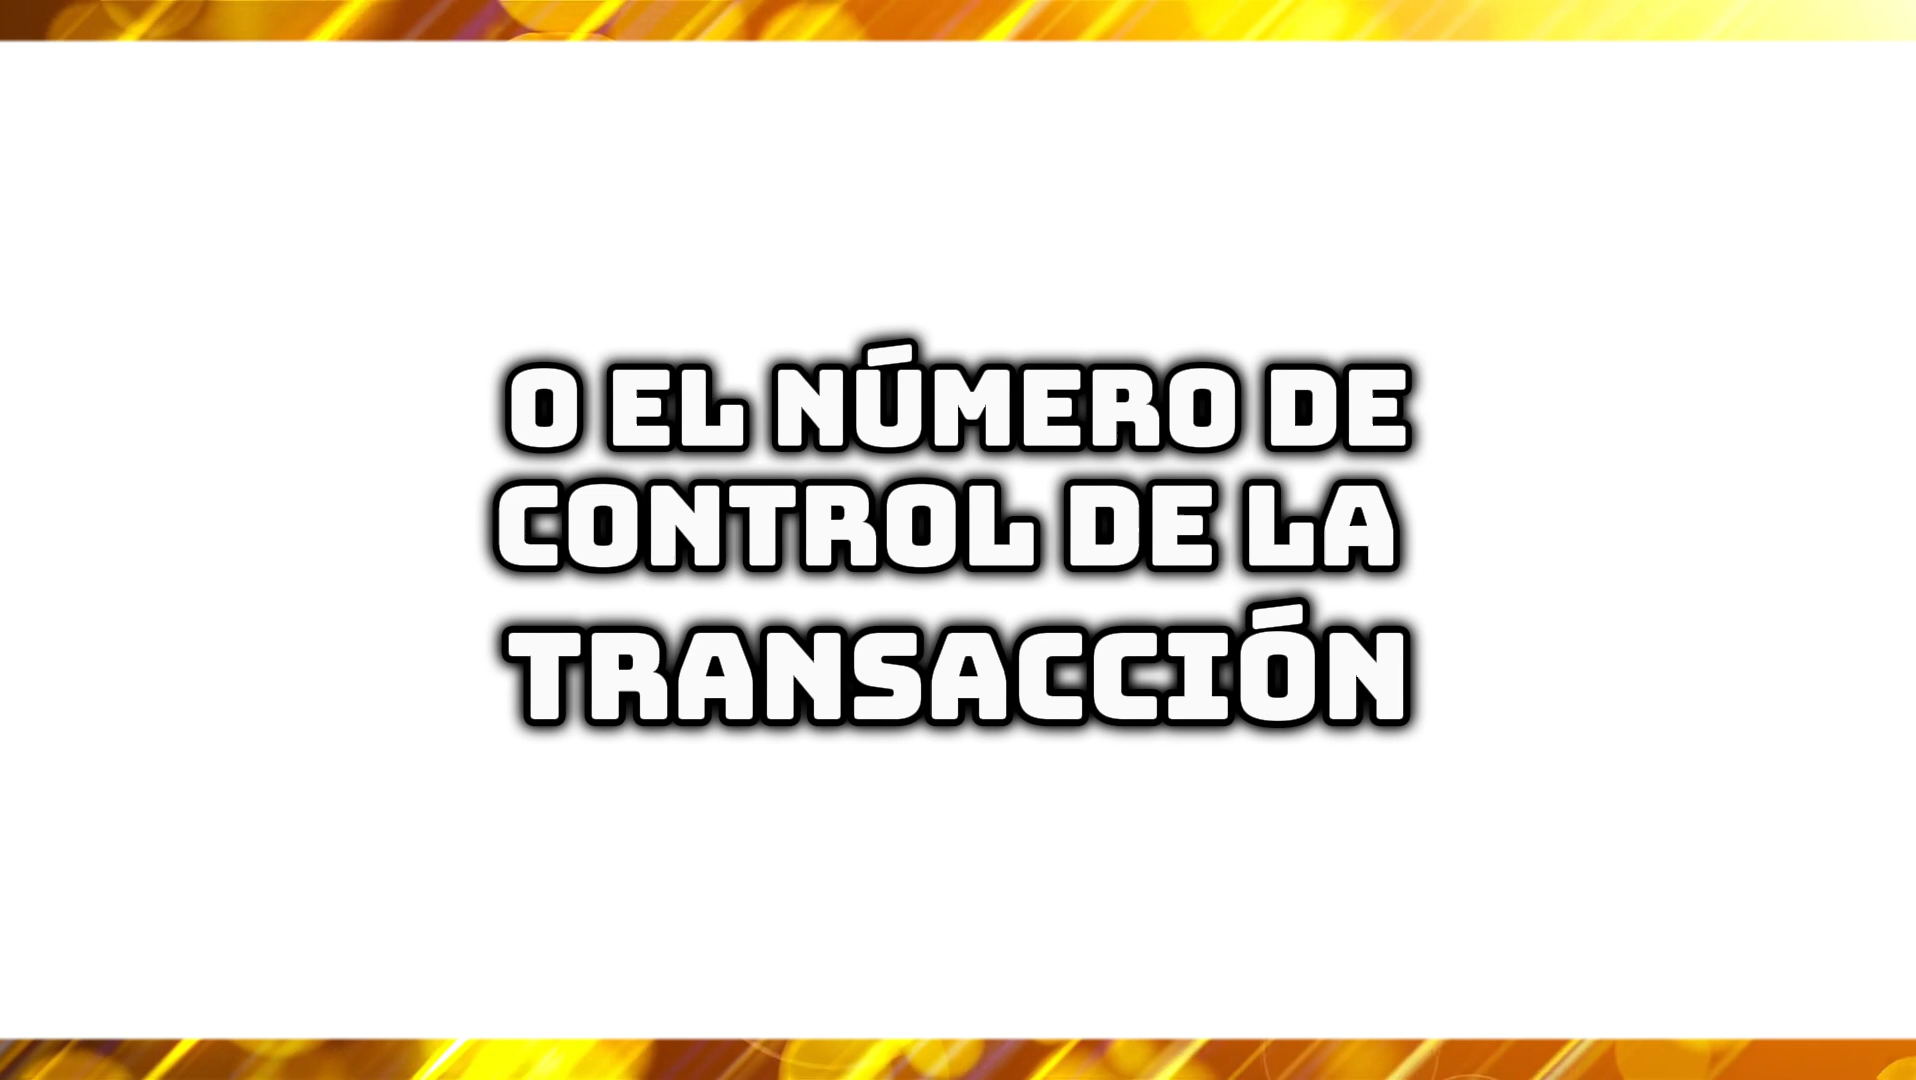 O EL NÚMERO DE
CONTROL DE LA
TRANSACCIÓN